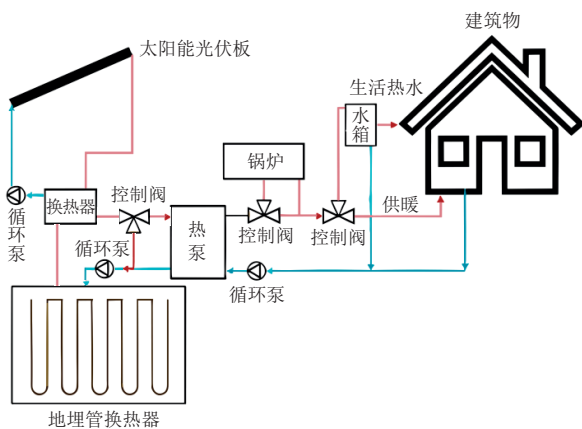 太阳能光伏板
建筑物
生活热水
水箱
锅炉
换热器
控制阀
循环泵
热泵
控制阀
控制阀
供暖
循环泵
循环泵
地埋管换热器